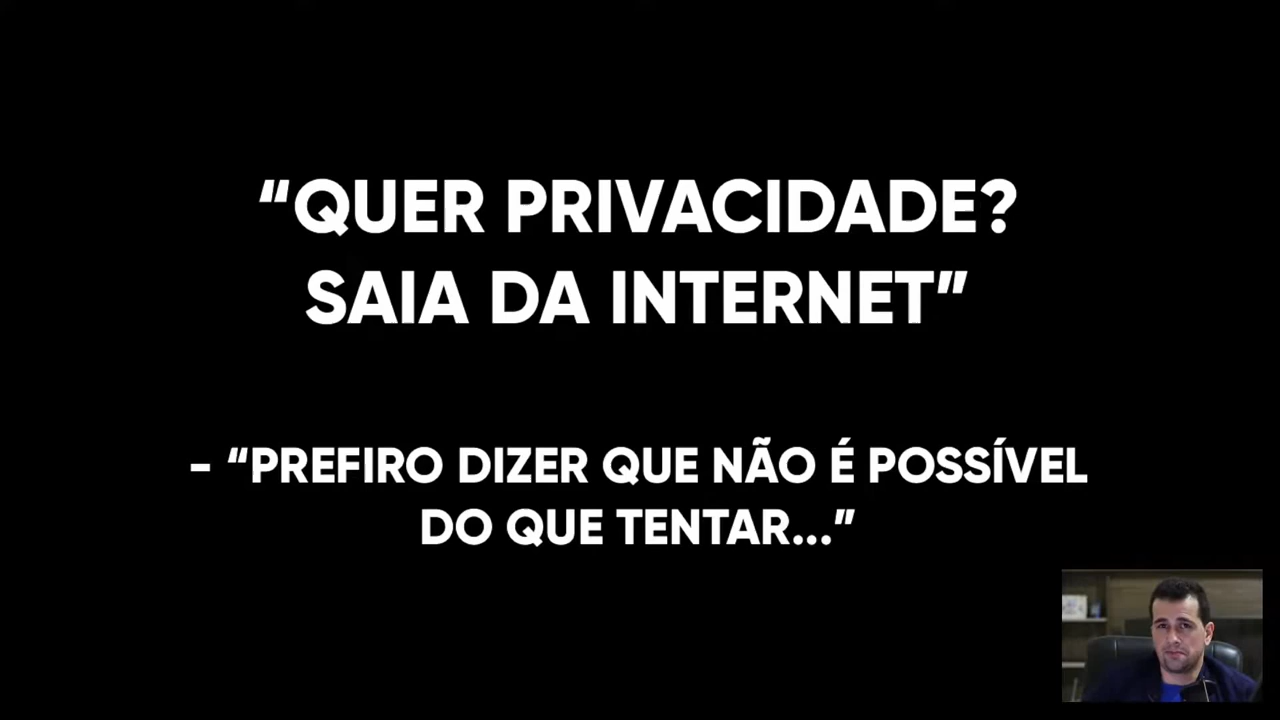 “QUER PRIVACIDADE?
SAIA DA INTERNET”
- “PREFIRO DIZER QUE NÃO É POSSÍVEL
DO QUE TENTAR...”